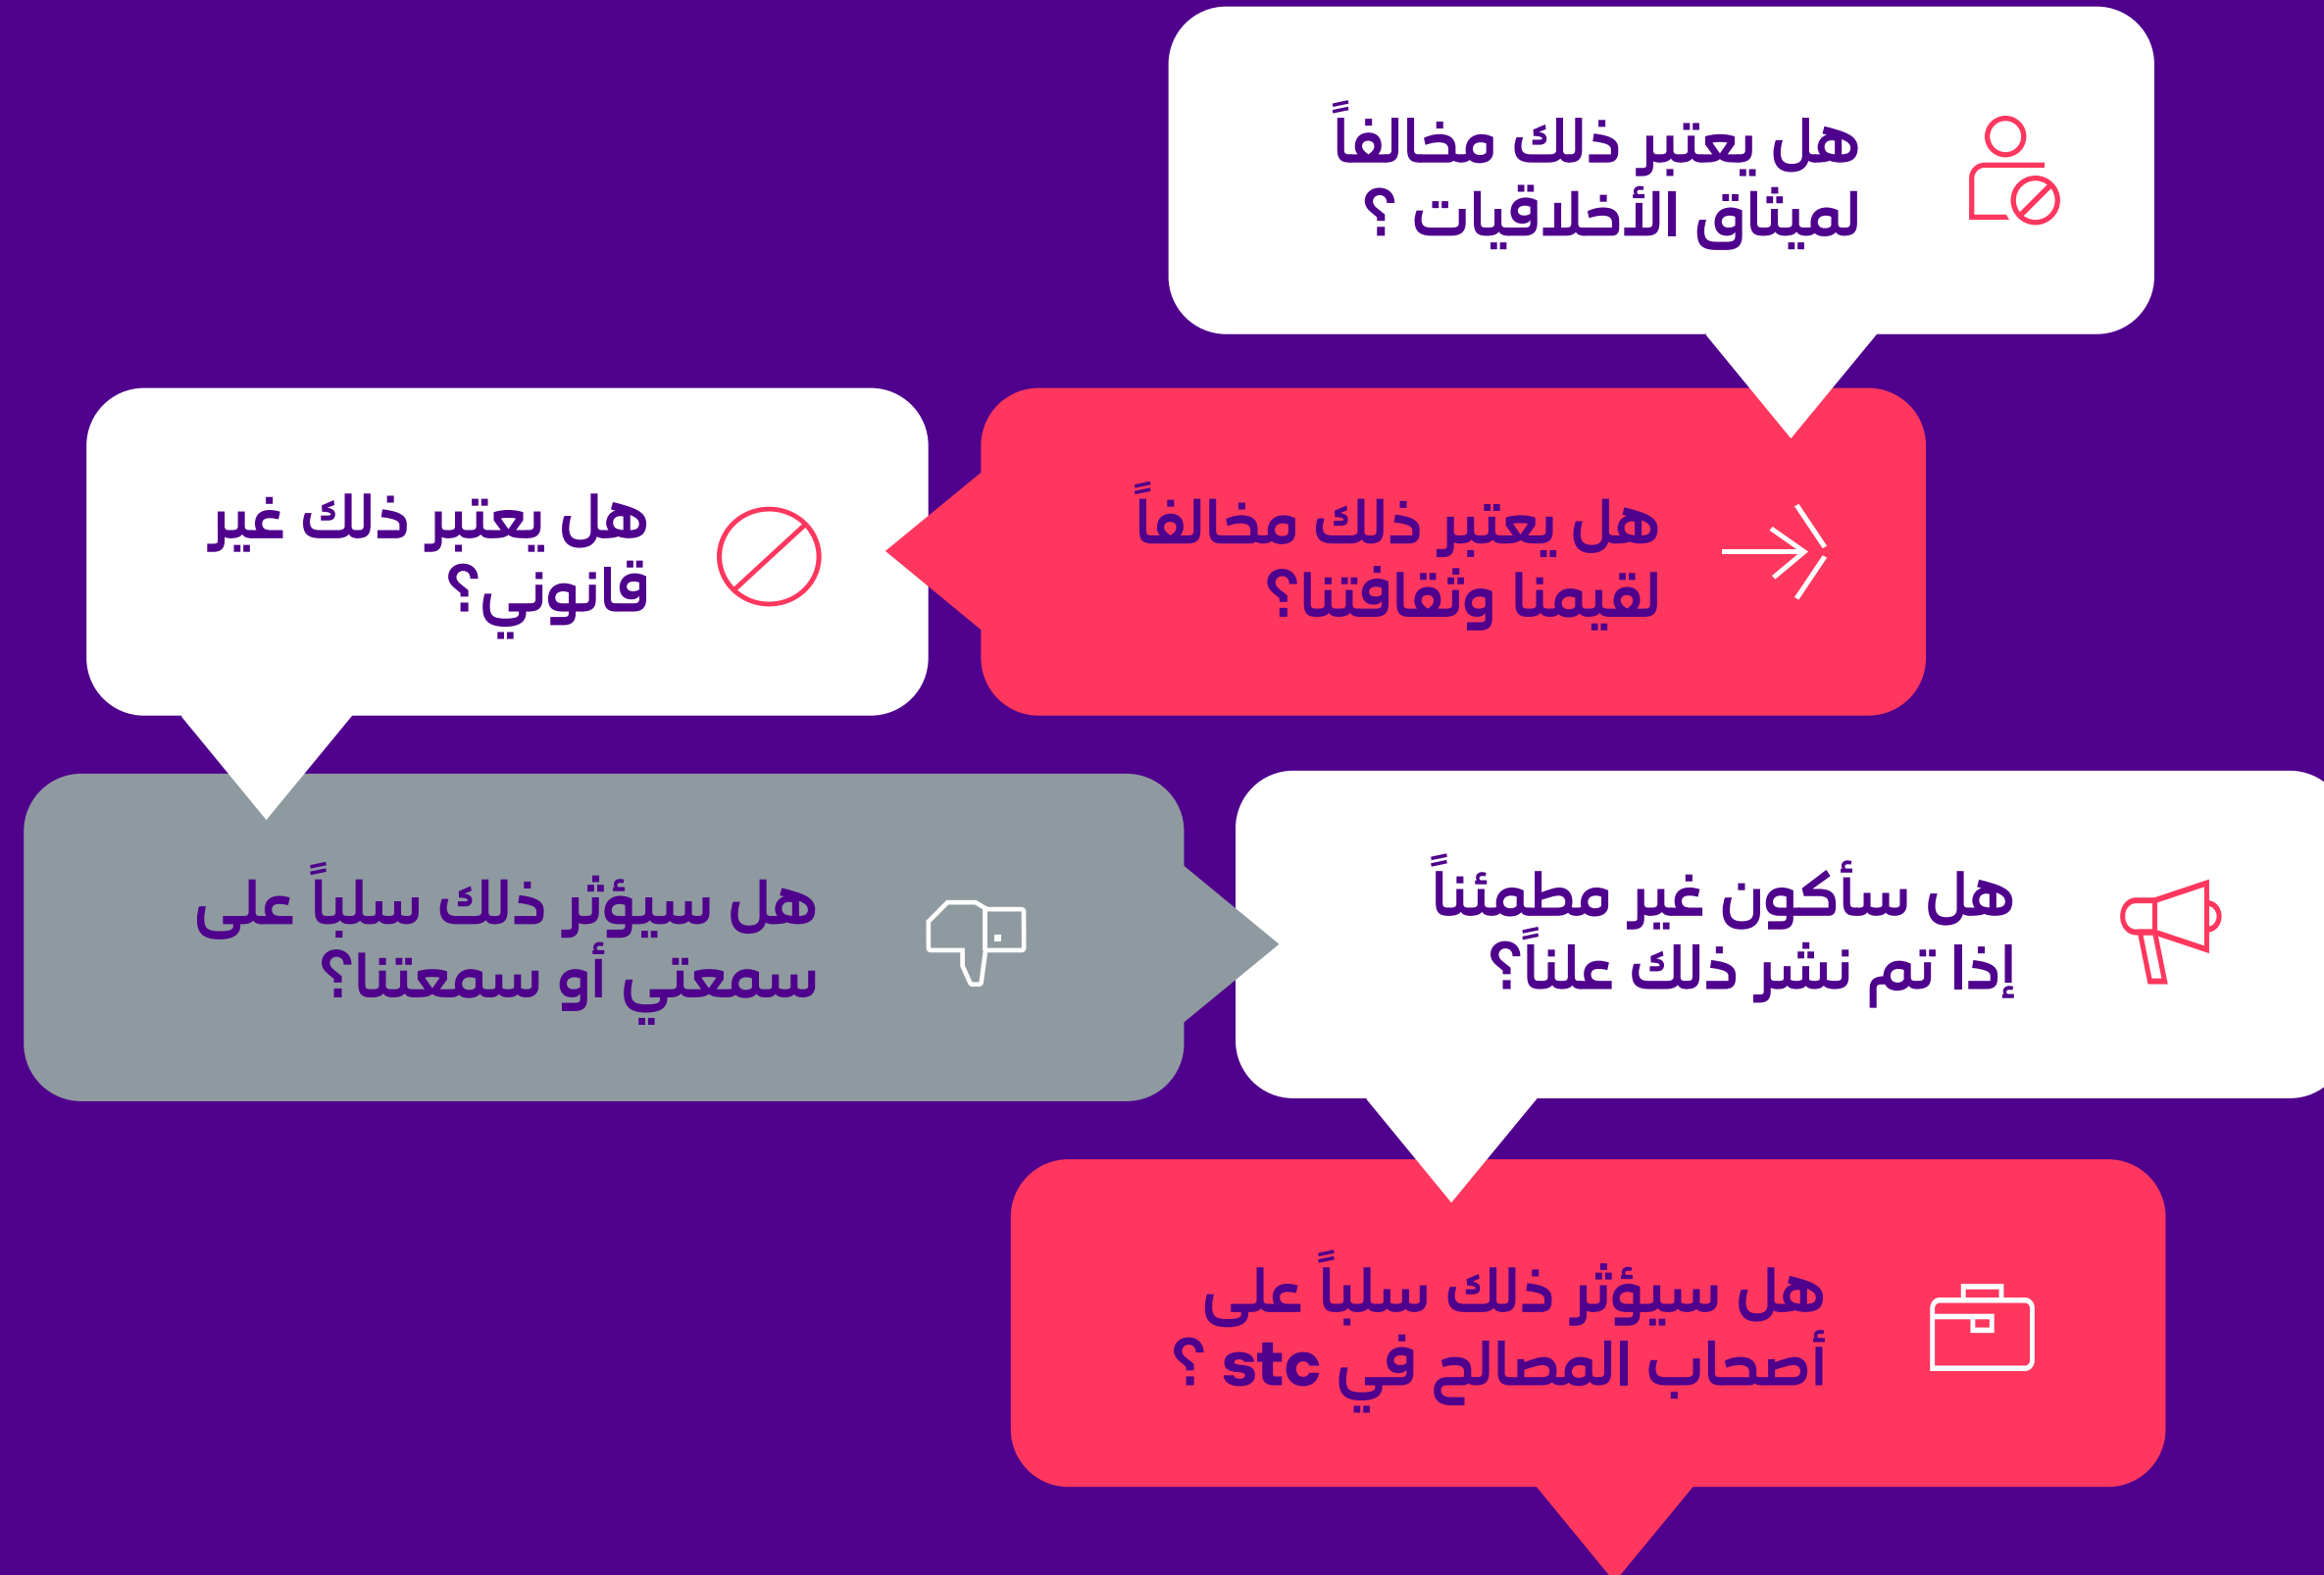 هل يعتبر ذلك مخالفاً
لميثاق الأخلاقيات ؟
هل يعتبر ذلك مخالفاً
لقيمنا وثقافتنا؟
هل يعتبر ذلك غير
قانوني؟
هل سيؤثر ذلك سلباً على
سمعتي أو سمعتنا؟
هل سأكون غير مطمئناً
إذا تم نشر ذلك علناً؟
هل سيؤثر ذلك سلباً على
أصحاب المصالح في stc ؟